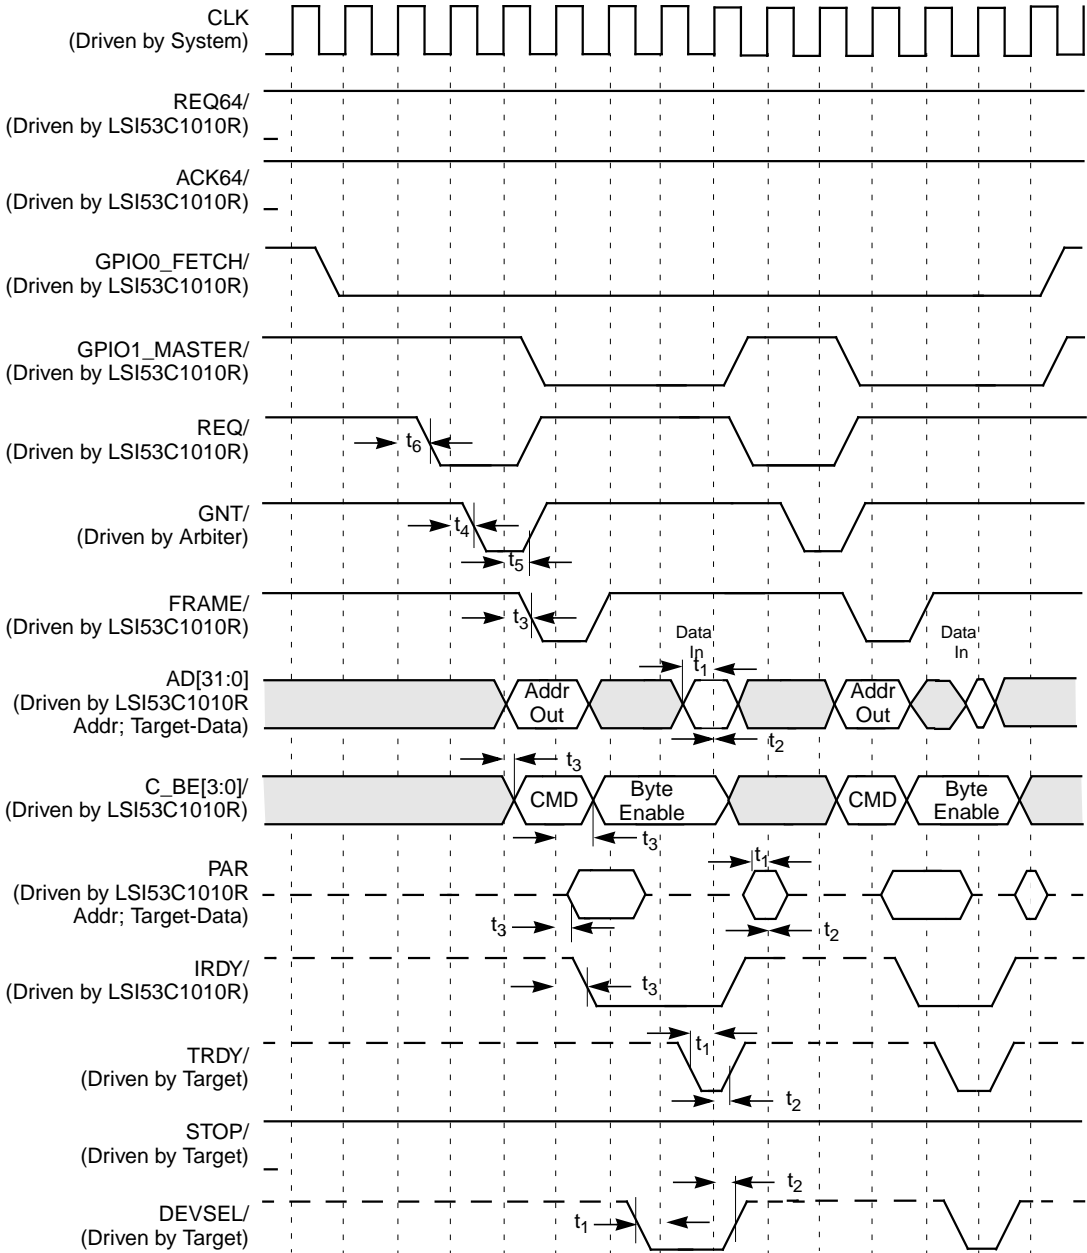 CLK
(Driven by System)
REQ64/
(Driven by LSI53C1010R)
ACK64/
(Driven by LSI53C1010R)
GPIO0_FETCH/
(Driven by LSI53C1010R)
GPIO1_MASTER/
(Driven by LSI53C1010R)
REQ/
(Driven by LSI53C1010R)
t6
GNT/
(Driven by Arbiter)
t4
t5
FRAME/
(Driven by LSI53C1010R)
t3
Data
In
Data
In
t1
AD[31:0]
(Driven by LSI53C1010R
Addr; Target-Data)
Addr
Out
Addr
Out
t2
t3
C_BE[3:0]/
(Driven by LSI53C1010R)
CMD
Byte
Enable
CMD
Byte
Enable
t3
PAR
(Driven by LSI53C1010R
Addr; Target-Data)
t1
t3
t2
IRDY/
(Driven by LSI53C1010R)
t3
TRDY/
(Driven by Target)
t1
t2
STOP/
(Driven by Target)
t2
DEVSEL/
(Driven by Target)
t1